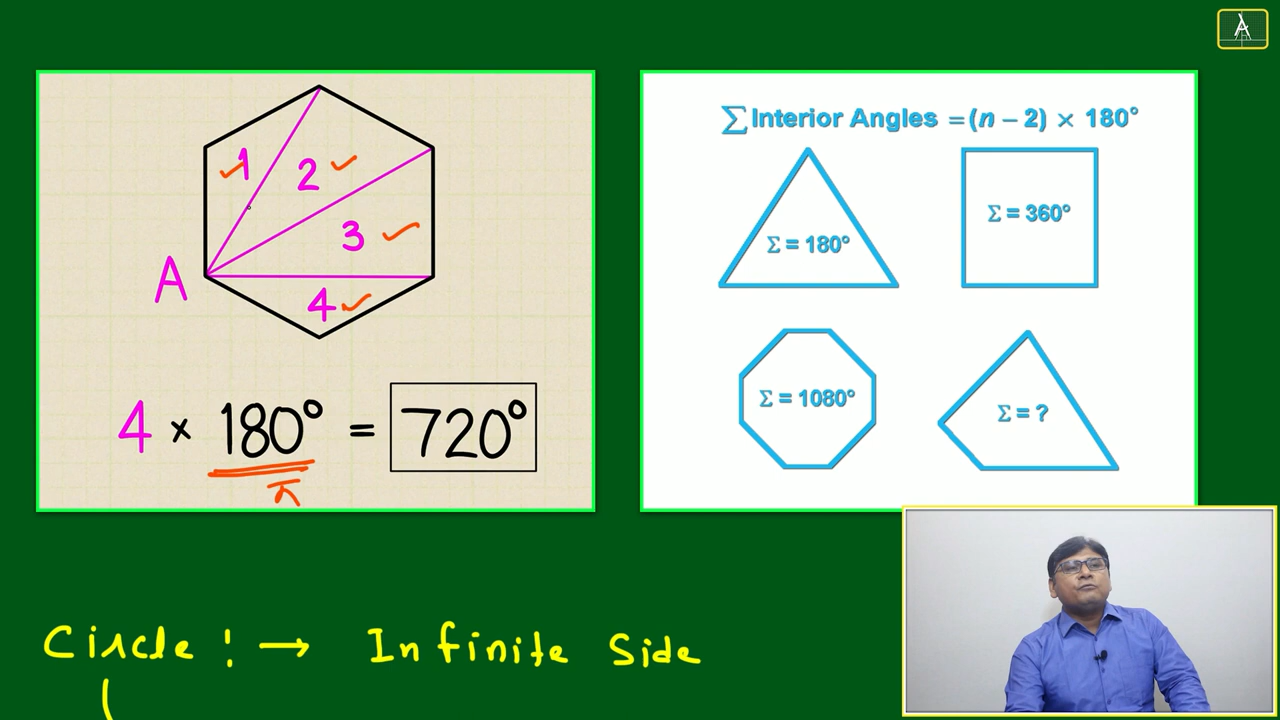 A
1
2
3
A
4
4 × 180° = 720°
π
∑ Interior Angles = (n − 2) × 180°
Σ = 180°
Σ = 360°
Σ = 1080°
Σ = ?
Circle : → Infinite Side